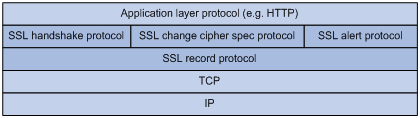 Application layer protocol (e.g. HTTP)
SSL handshake protocol SSL change cipher spec protocol SSL alert protocol
SSL record protocol
TCP
IP